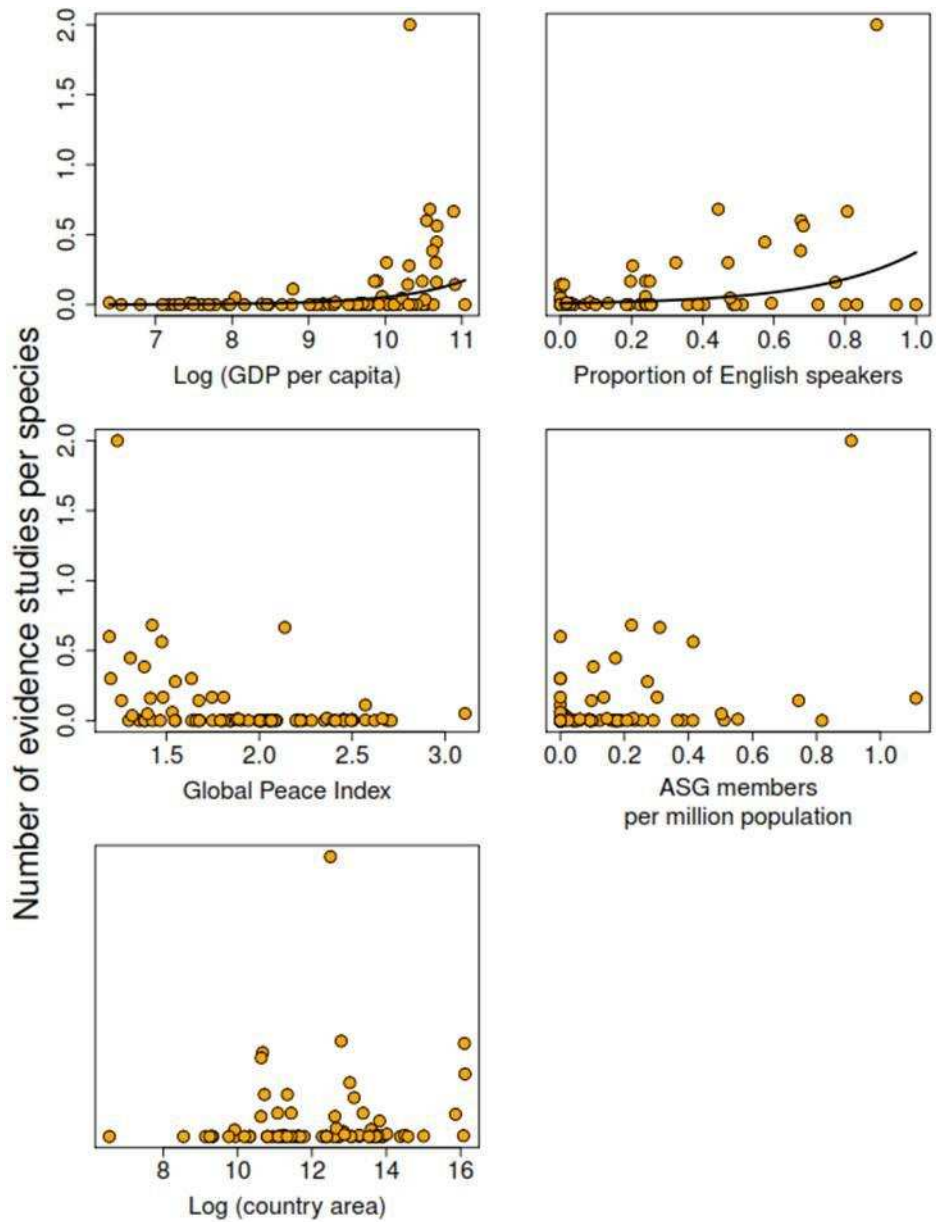 Number of evidence studies per species
2.0
1.5
1.0
0.5
0.0
7 8 9 10 11
Log (GDP per capita)
0.0 0.2 0.4 0.6 0.8 1.0
Proportion of English speakers
2.0
1.5
1.0
0.5
0.0
1.5 2.0 2.5 3.0
Global Peace Index
0.0 0.2 0.4 0.6 0.8 1.0
ASG members
per million population
8 10 12 14 16
Log (country area)